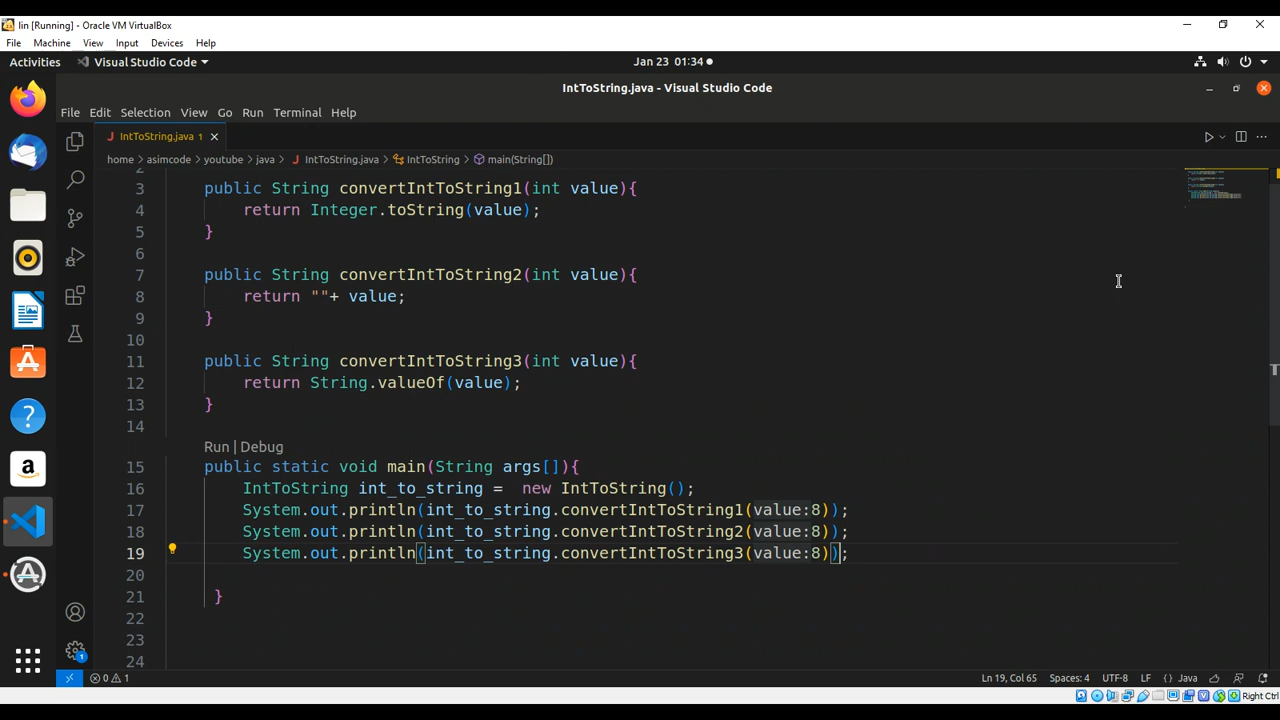 lin [Running] - Oracle VM VirtualBox
File Machine View Input Devices Help
Activities Visual Studio Code Jan 23 01:34
IntToString.java - Visual Studio Code
File Edit Selection View Go Run Terminal Help
J IntToString.java 1
home > asimcode > youtube > java > J IntToString.java > IntToString > main(String[])
2
3 public String convertIntToString1(int value){
4 return Integer.toString(value);
5 }
6
7 public String convertIntToString2(int value){
8 return ""+ value;
9 }
10
11 public String convertIntToString3(int value){
12 return String.valueOf(value);
13 }
14
Run | Debug
15 public static void main(String args[]){
16 IntToString int_to_string =  new IntToString();
17 System.out.println(int_to_string.convertIntToString1(value:8));
18 System.out.println(int_to_string.convertIntToString2(value:8));
19 System.out.println(int_to_string.convertIntToString3(value:8));
20
21 }
22
23
24
1
0 1 Ln 19, Col 65 Spaces: 4 UTF-8 LF {} Java
Right Ctrl